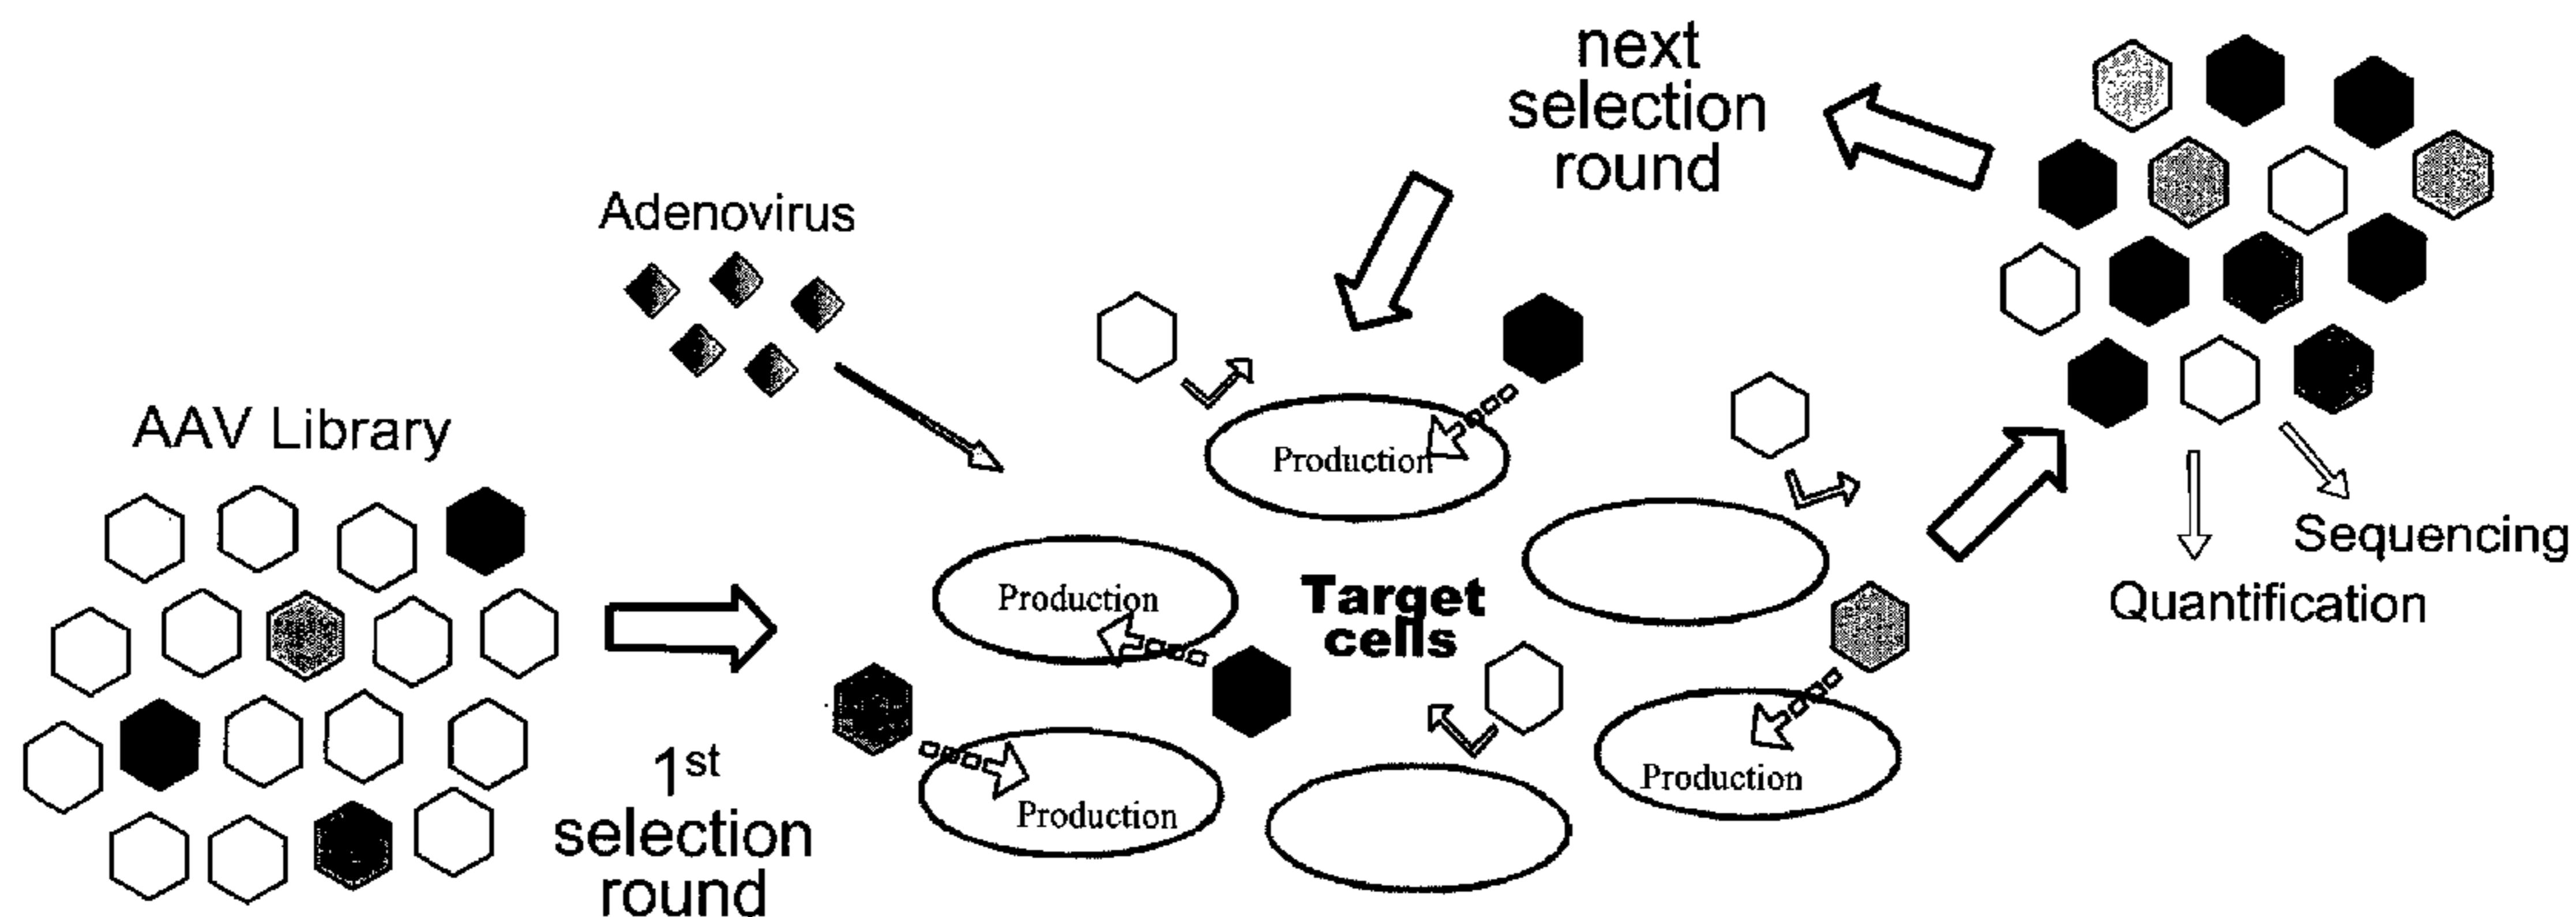 next
selection
round
Adenovirus
AAV Library
Production
Sequencing
Production
Target
cells
Quantification
1st
selection
round
Production
Production